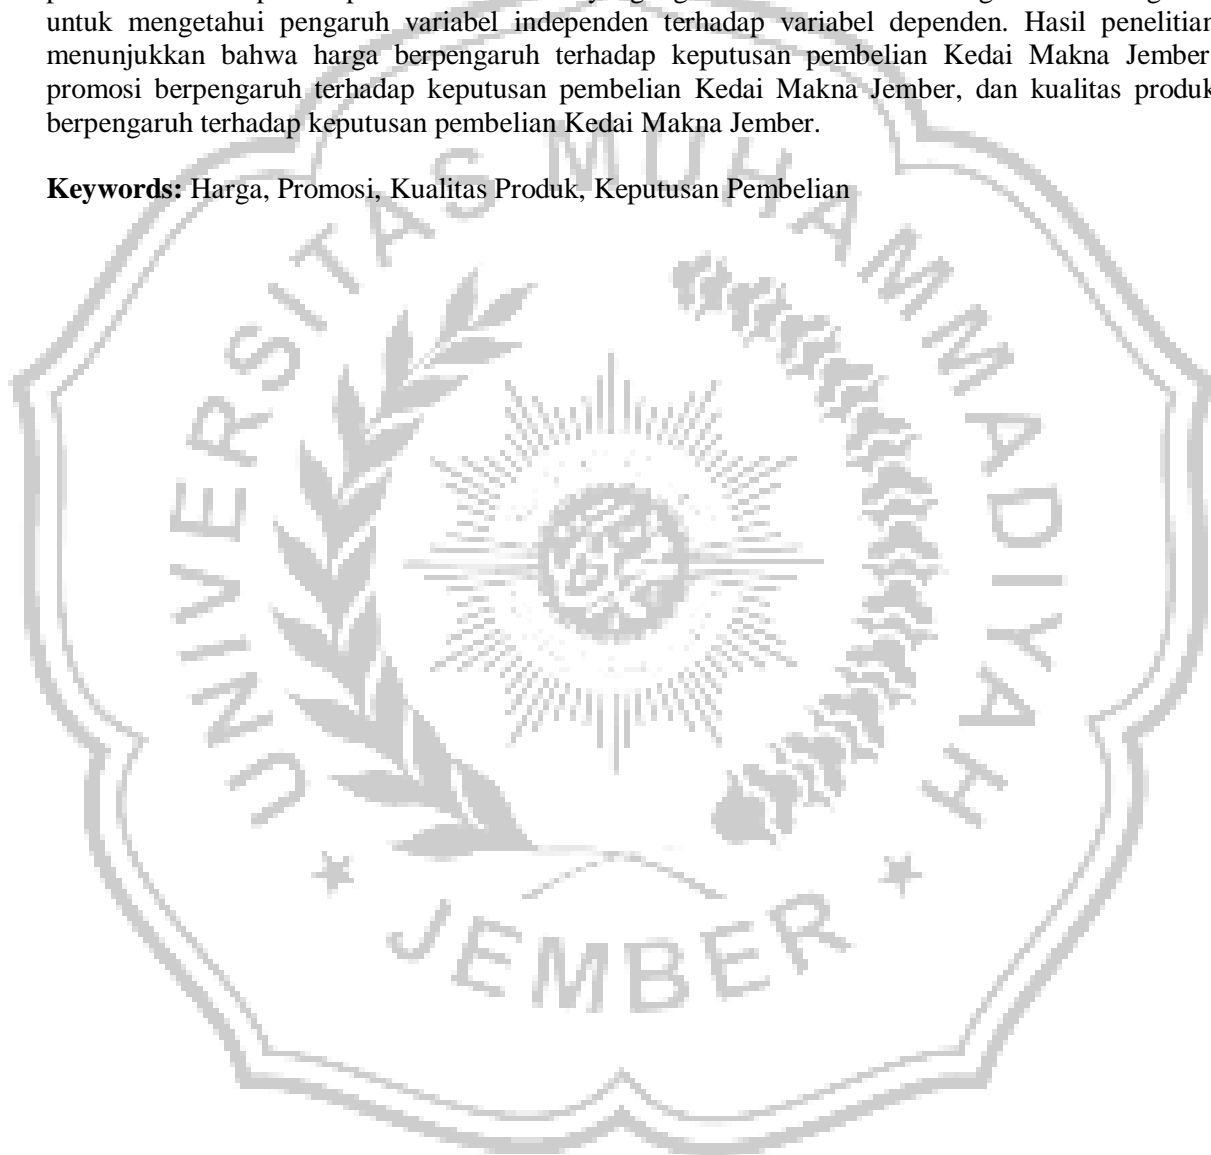 untuk mengetahui pengaruh variabel independen terhadap variabel dependen. Hasil penelitian
menunjukkan bahwa harga berpengaruh terhadap keputusan pembelian Kedai Makna Jember
promosi berpengaruh terhadap keputusan pembelian Kedai Makna Jember, dan kualitas produk
berpengaruh terhadap keputusan pembelian Kedai Makna Jember.
Keywords: Harga, Promosi, Kualitas Produk, Keputusan Pembelian
UNIVERSITAS MUHAMMADIYAH
JEMBER